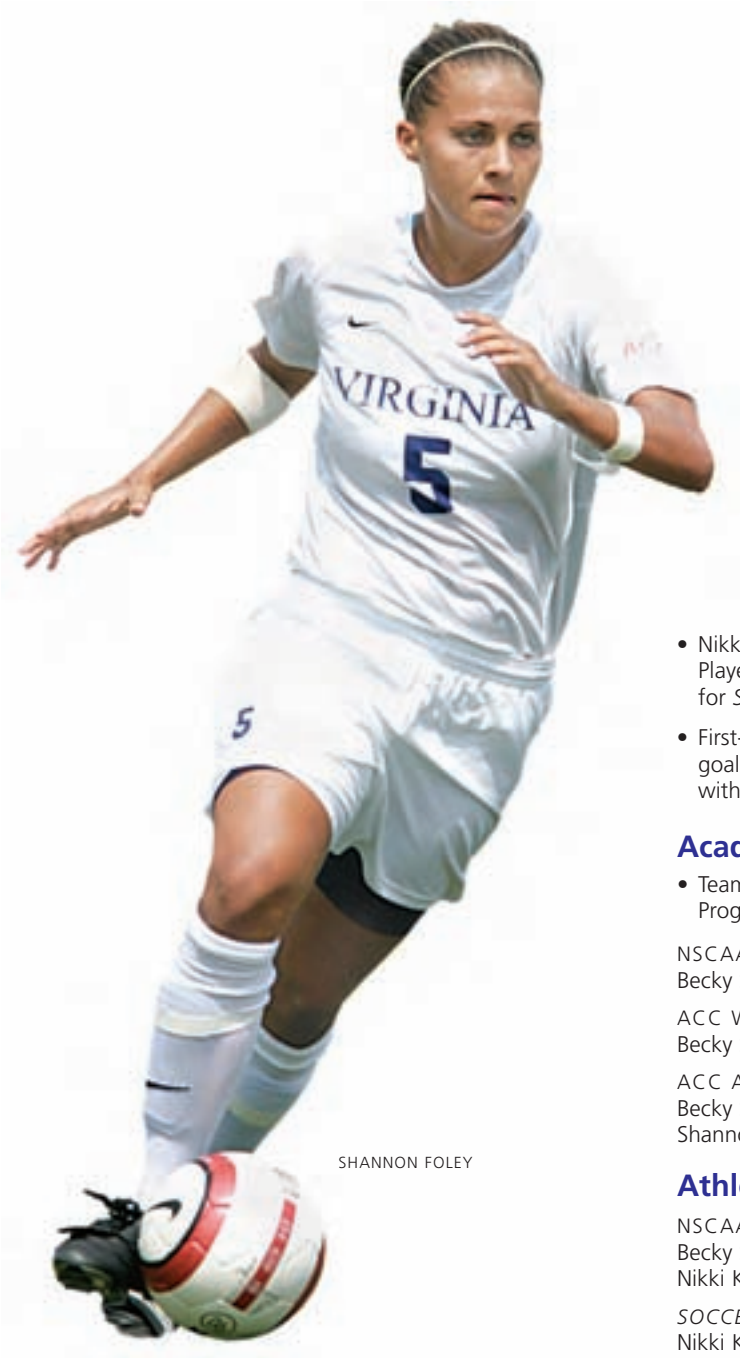 VIRGINIA
5
5
SHANNON FOLEY
• Nikk
Playe
for S
• First-
goal
with
Acad
• Team
Prog
NSCAA
Becky
ACC W
Becky
ACC A
Becky
Shanno
Athle
NSCAA
Becky
Nikki K
SOCCE
Nikki K